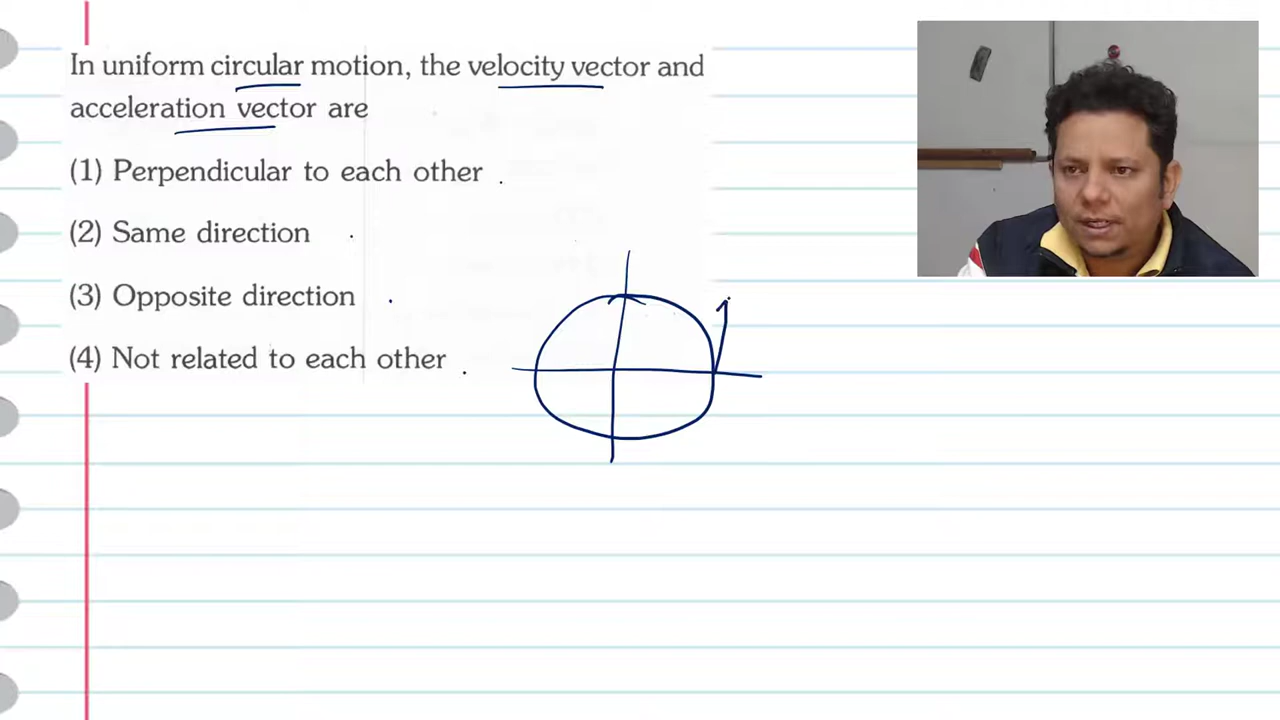 In uniform circular motion, the velocity vector and
acceleration vector are
(1) Perpendicular to each other
(2) Same direction
(3) Opposite direction
(4) Not related to each other